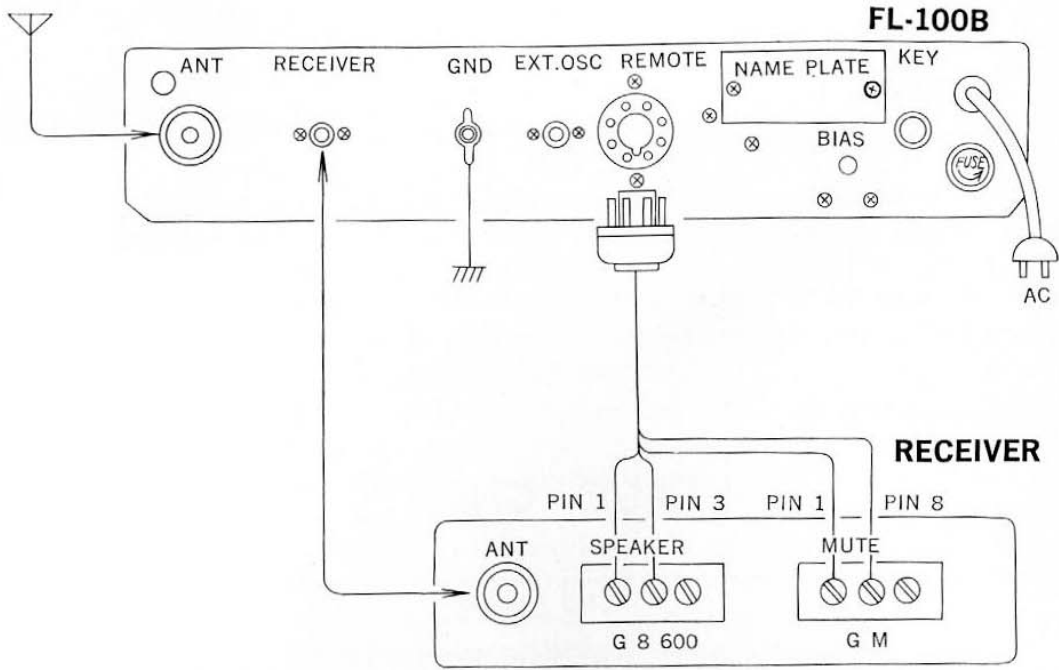 FL-100B
ANT RECEIVER GND EXT.OSC REMOTE NAME PLATE KEY
BIAS
FUSE
AC
RECEIVER
PIN 1 PIN 3 PIN 1 PIN 8
ANT SPEAKER MUTE
G 8 600 G M